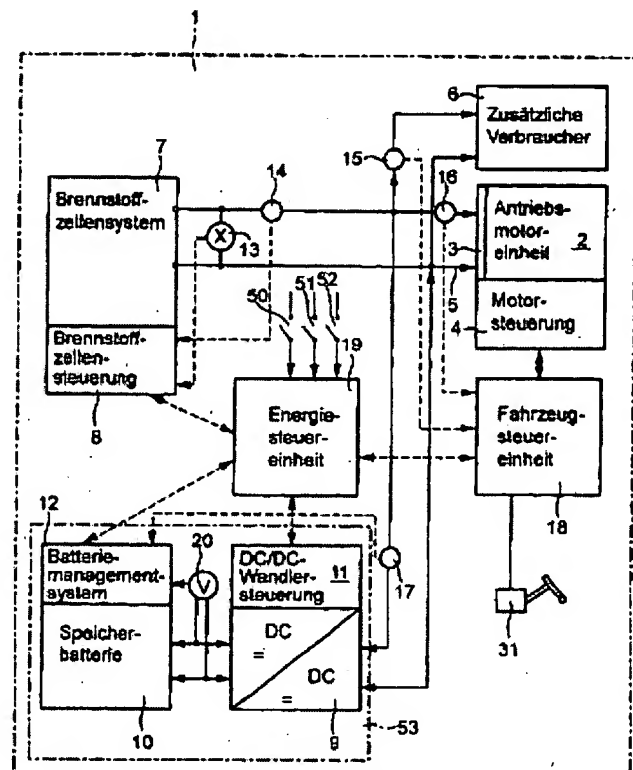 1
6
Zusätzliche
Verbraucher
7
Brennstoff-
zellensystem
14
15
16
X
13
Antriebs-
motor-
einheit
3
2
5
4
Motor-
steuerung
50
51
52
19
Brennstoff-
zellen-
steuerung
8
Energie-
steuer-
einheit
Fahrzeug-
steuer-
einheit
18
12
20
Batterie-
management-
system
V
DC/DC-
Wandler-
steuerung
11
17
31
Speicher-
batterie
DC
=
DC
=
10
9
53